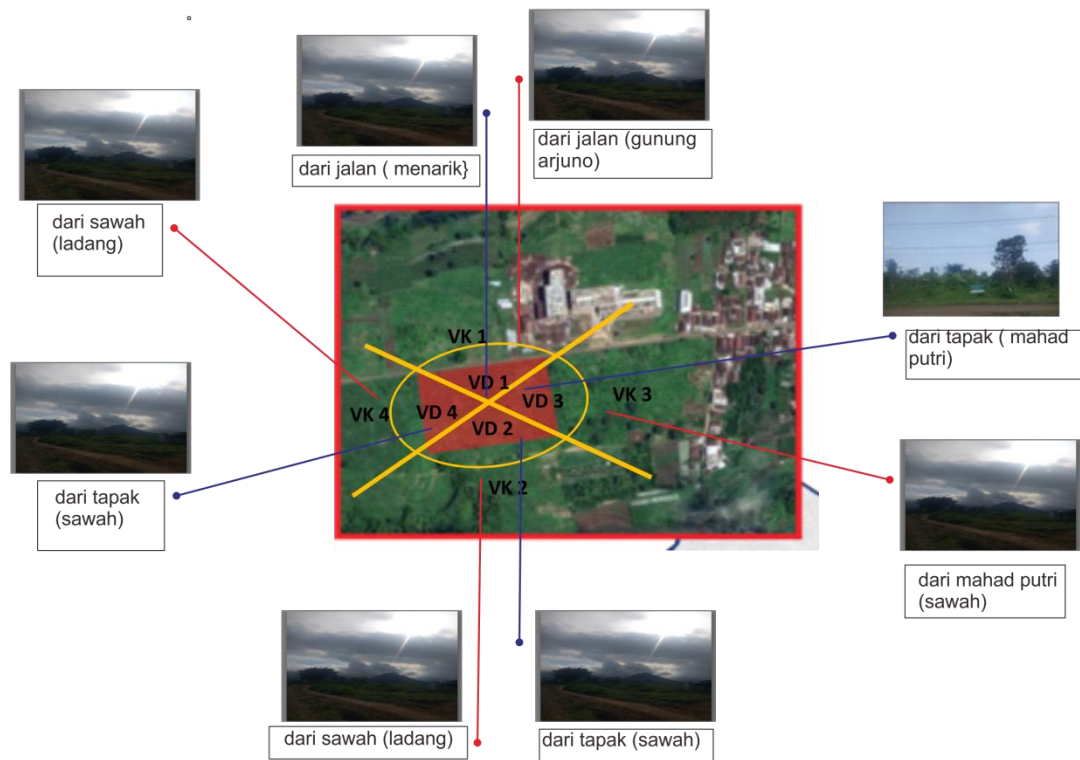 dari jalan (gunung
arjuno)
dari jalan ( menarik}
dari sawah
(ladang)
dari tapak ( mahad
putri)
VK 1
VD 1
VK 4
VD 4
VD 3
VK 3
VD 2
VK 2
dari tapak
(sawah)
dari mahad putri
(sawah)
dari sawah (ladang)
dari tapak (sawah)